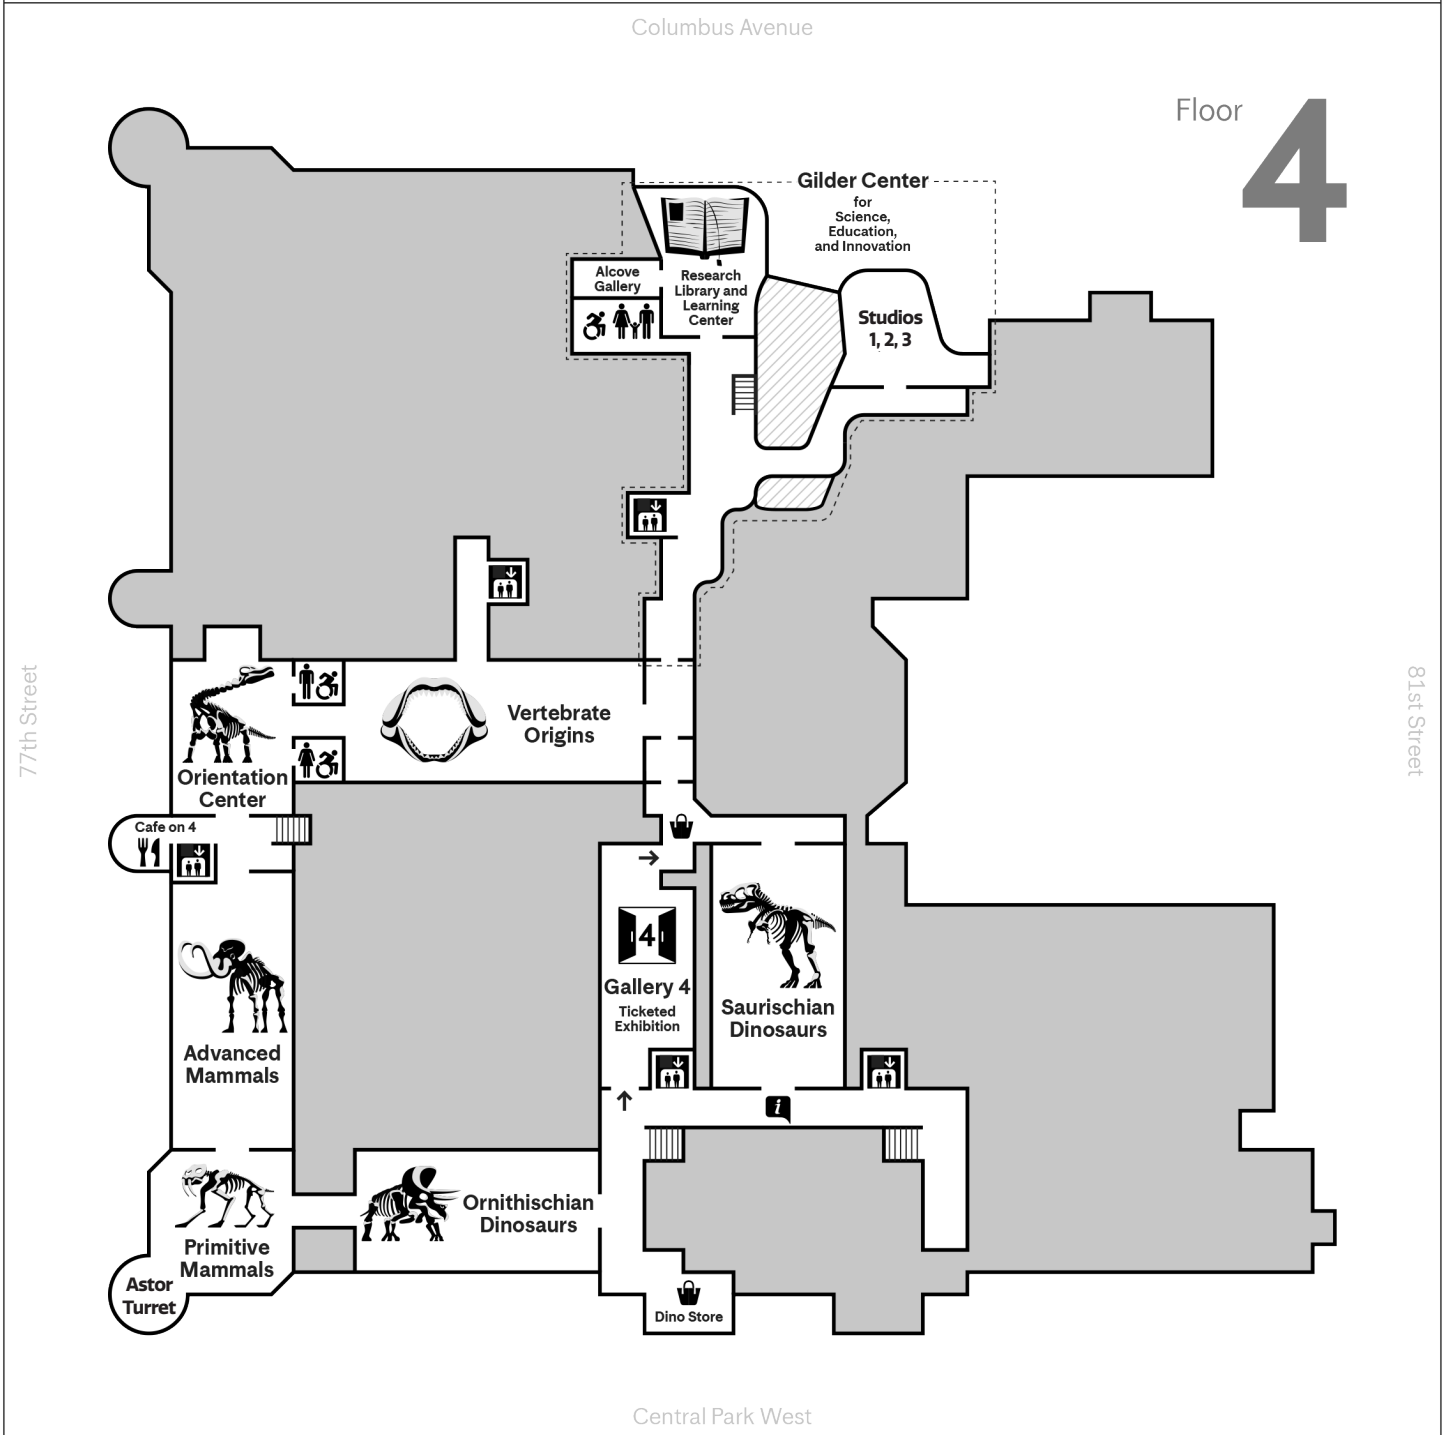 Columbus Avenue
Floor
4
Gilder Center
for
Science,
Education,
and Innovation
Alcove
Gallery
Research
Library and
Learning
Center
Studios
1, 2, 3
77th Street
81st Street
Vertebrate
Origins
Orientation
Center
Cafe on 4
4
Gallery 4
Ticketed
Exhibition
Saurischian
Dinosaurs
Advanced
Mammals
i
Ornithischian
Dinosaurs
Primitive
Mammals
Astor
Turret
Dino Store
Central Park West